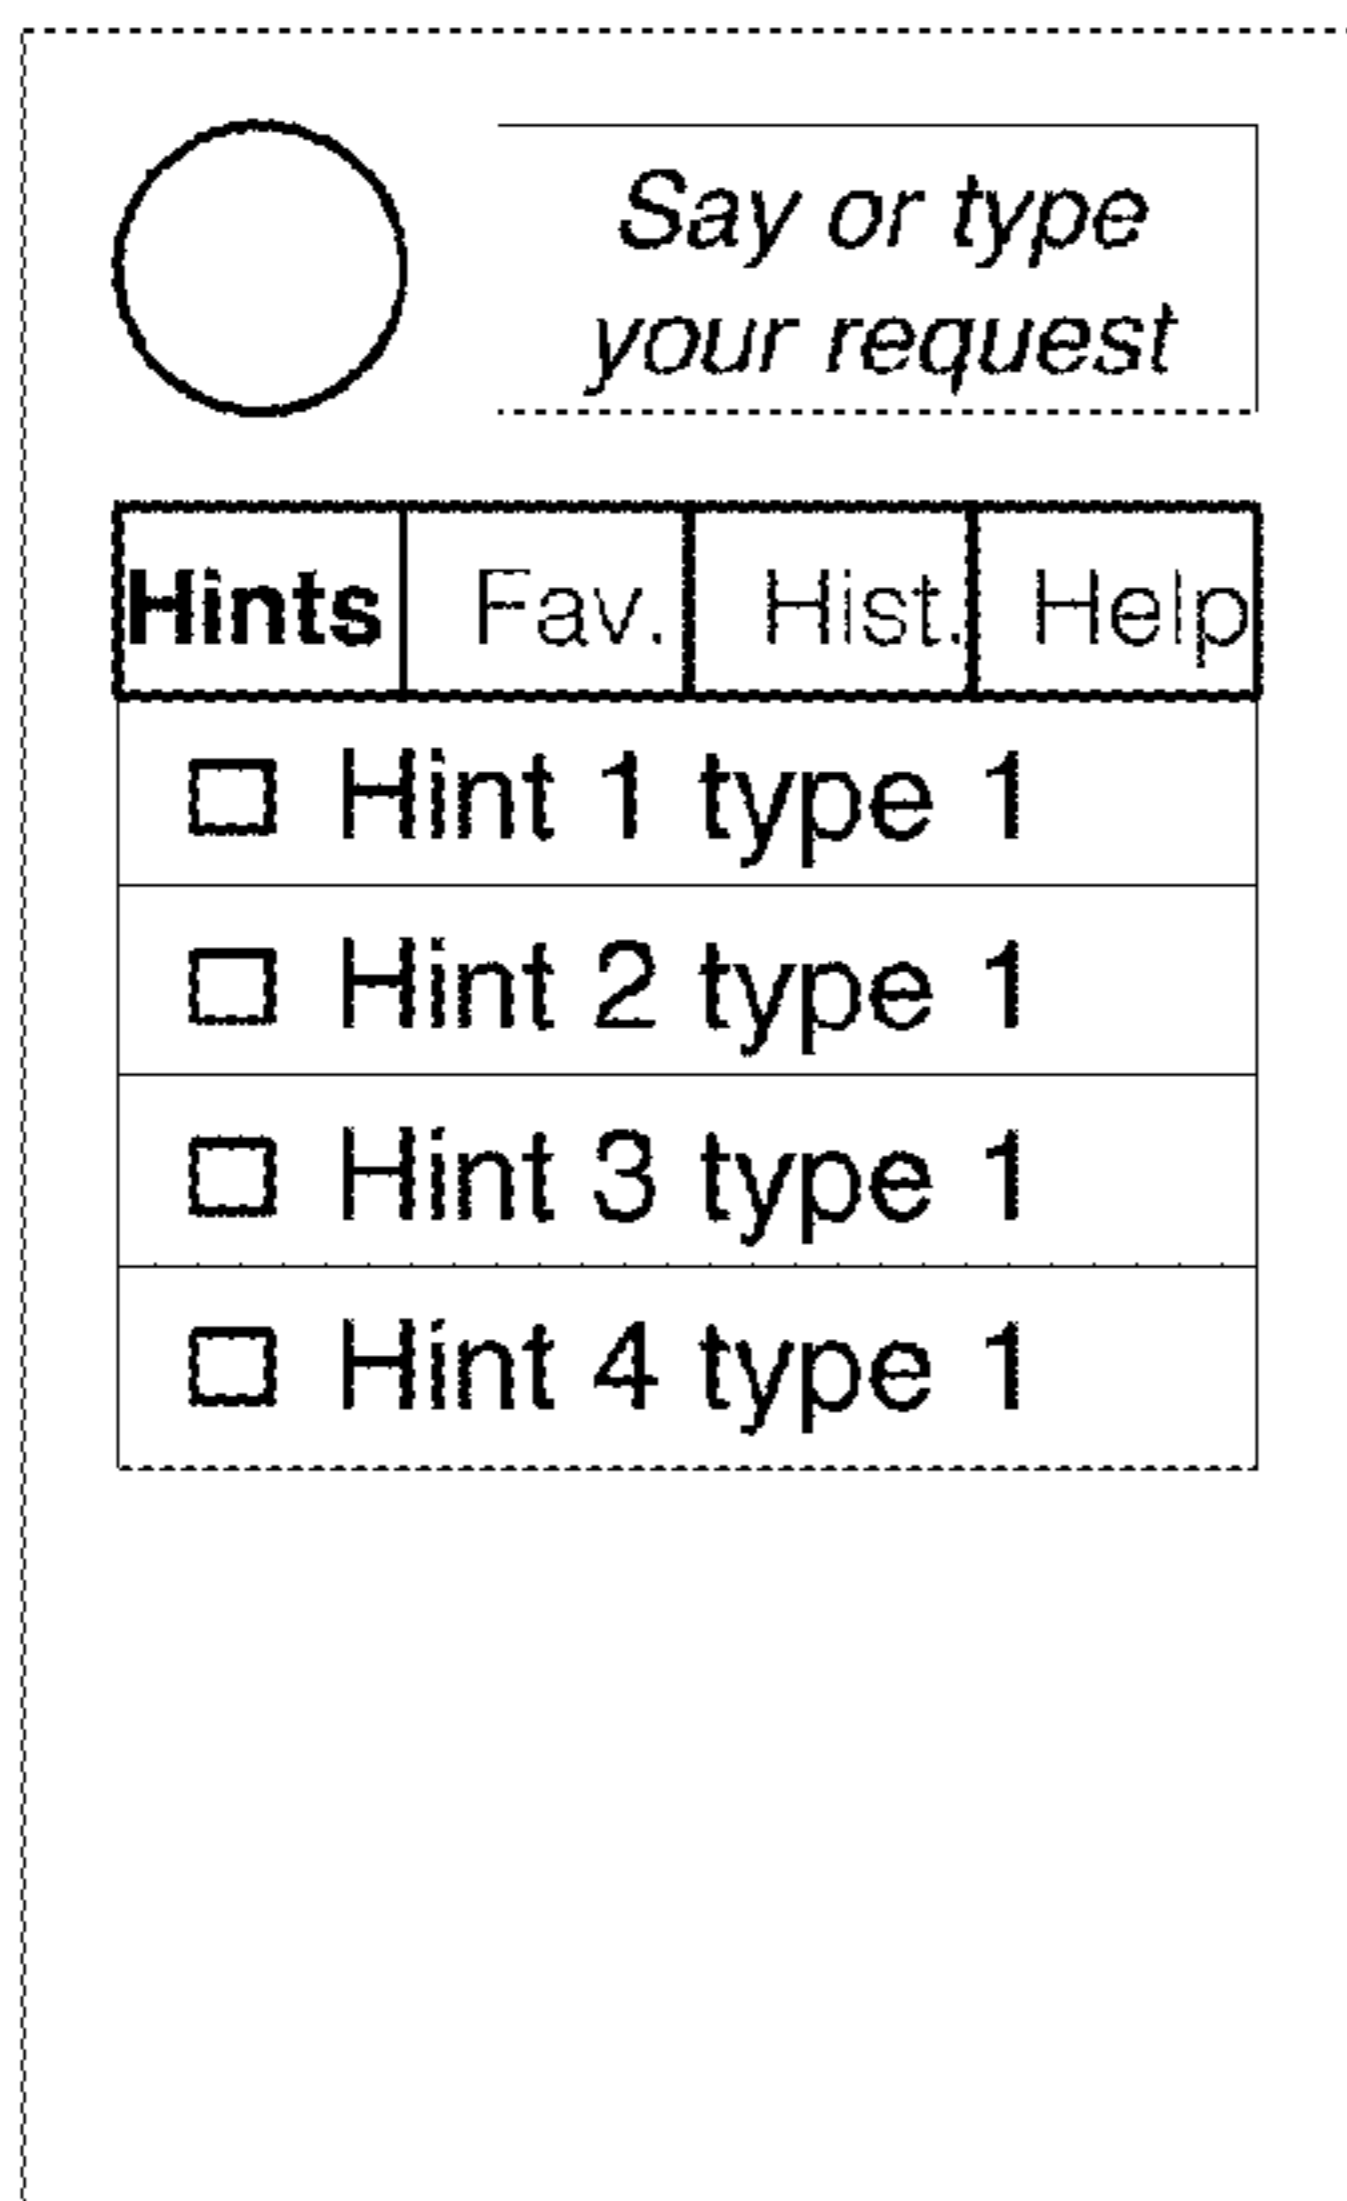 Say or type
your request
Hints Fav. Hist. Help
Hint 1 type 1
Hint 2 type 1
Hint 3 type 1
Hint 4 type 1